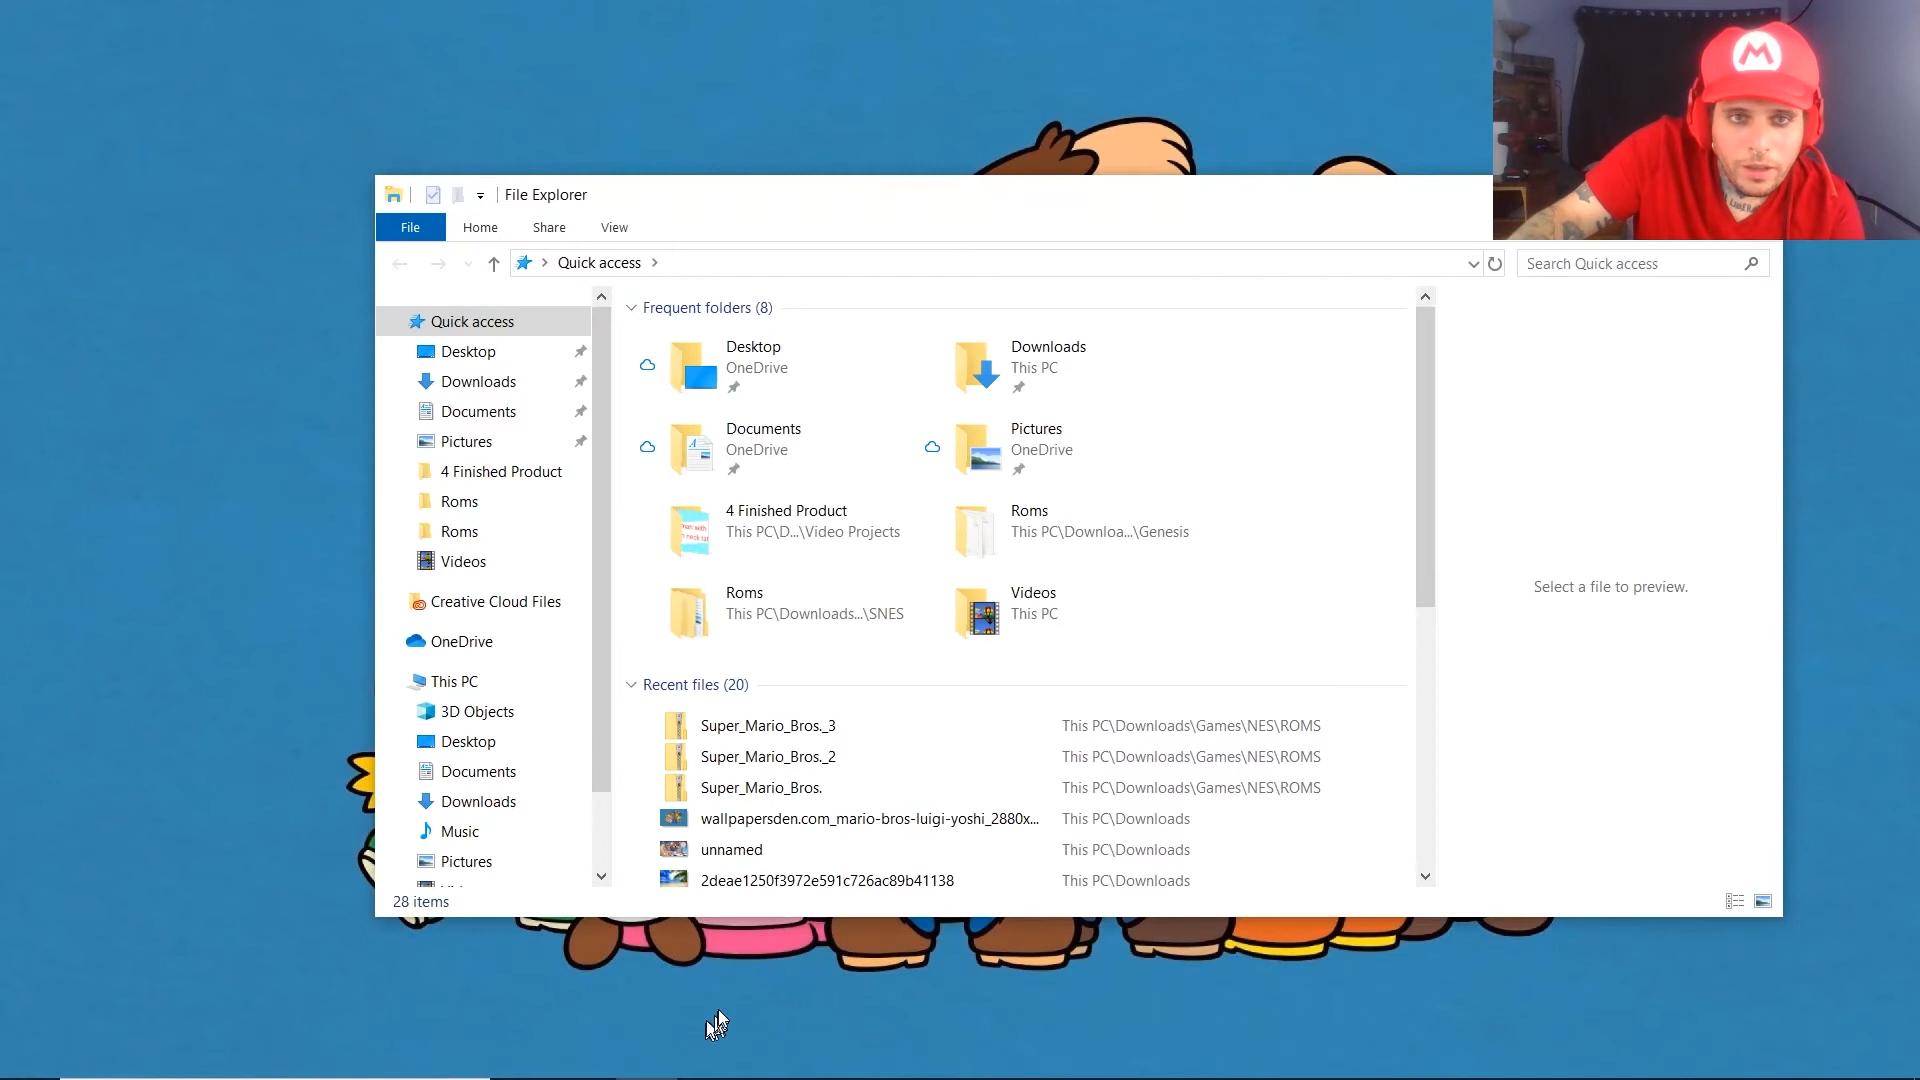 M
File Explorer
File Home Share View
Quick access
Search Quick access
Quick access
Desktop
Downloads
Documents
Pictures
4 Finished Product
Roms
Roms
Videos
Creative Cloud Files
OneDrive
This PC
3D Objects
Desktop
Documents
Downloads
Music
Pictures
28 items
Frequent folders (8)
Desktop
OneDrive
Downloads
This PC
Documents
OneDrive
Pictures
OneDrive
4 Finished Product
This PC\D...\Video Projects
Roms
This PC\Downloa...\Genesis
Roms
This PC\Downloads...\SNES
Videos
This PC
Recent files (20)
Super_Mario_Bros._3 This PC\Downloads\Games\NES\ROMS
Super_Mario_Bros._2 This PC\Downloads\Games\NES\ROMS
Super_Mario_Bros. This PC\Downloads\Games\NES\ROMS
wallpapersden.com_mario-bros-luigi-yoshi_2880x... This PC\Downloads
unnamed This PC\Downloads
2deae1250f3972e591c726ac89b41138 This PC\Downloads
Select a file to preview.